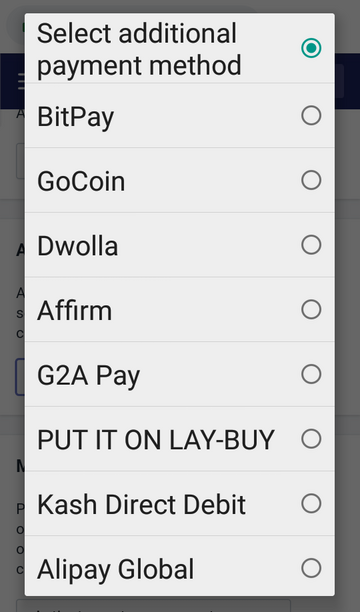 Select additional
payment method
BitPay
GoCoin
Dwolla
Affirm
G2A Pay
PUT IT ON LAY-BUY
Kash Direct Debit
Alipay Global